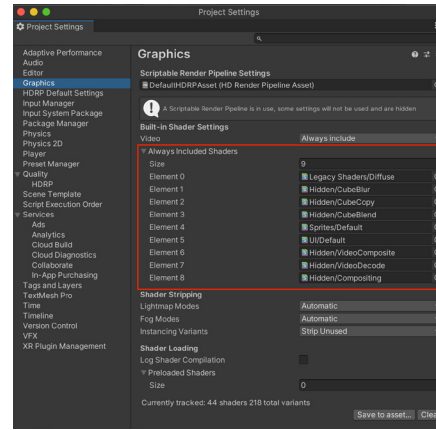 Project Settings
Project Settings
Adaptive Performance
Audio
Editor
Graphics
HDRP Default Settings
Input Manager
Input System Package
Package Manager
Physics
Physics 2D
Player
Preset Manager
Quality
HDRP
Scene Template
Script Execution Order
Services
Ads
Analytics
Cloud Build
Cloud Diagnostics
Collaborate
In-App Purchasing
Tags and Layers
TextMesh Pro
Time
Timeline
Version Control
VFX
XR Plugin Management
Graphics
Scriptable Render Pipeline Settings
DefaultHDRPAsset (HD Render Pipeline Asset)
A Scriptable Render Pipeline is in use, some settings will not be used and are hidden
Built-in Shader Settings
Video Always include
Always Included Shaders
Size 9
Element 0 Legacy Shaders/Diffuse
Element 1 Hidden/CubeBlur
Element 2 Hidden/CubeCopy
Element 3 Hidden/CubeBlend
Element 4 Sprites/Default
Element 5 UI/Default
Element 6 Hidden/VideoComposite
Element 7 Hidden/VideoDecode
Element 8 Hidden/Compositing
Shader Stripping
Lightmap Modes Automatic
Fog Modes Automatic
Instancing Variants Strip Unused
Shader Loading
Log Shader Compilation
Preloaded Shaders
Size 0
Currently tracked: 44 shaders 218 total variants
Save to asset... Clea